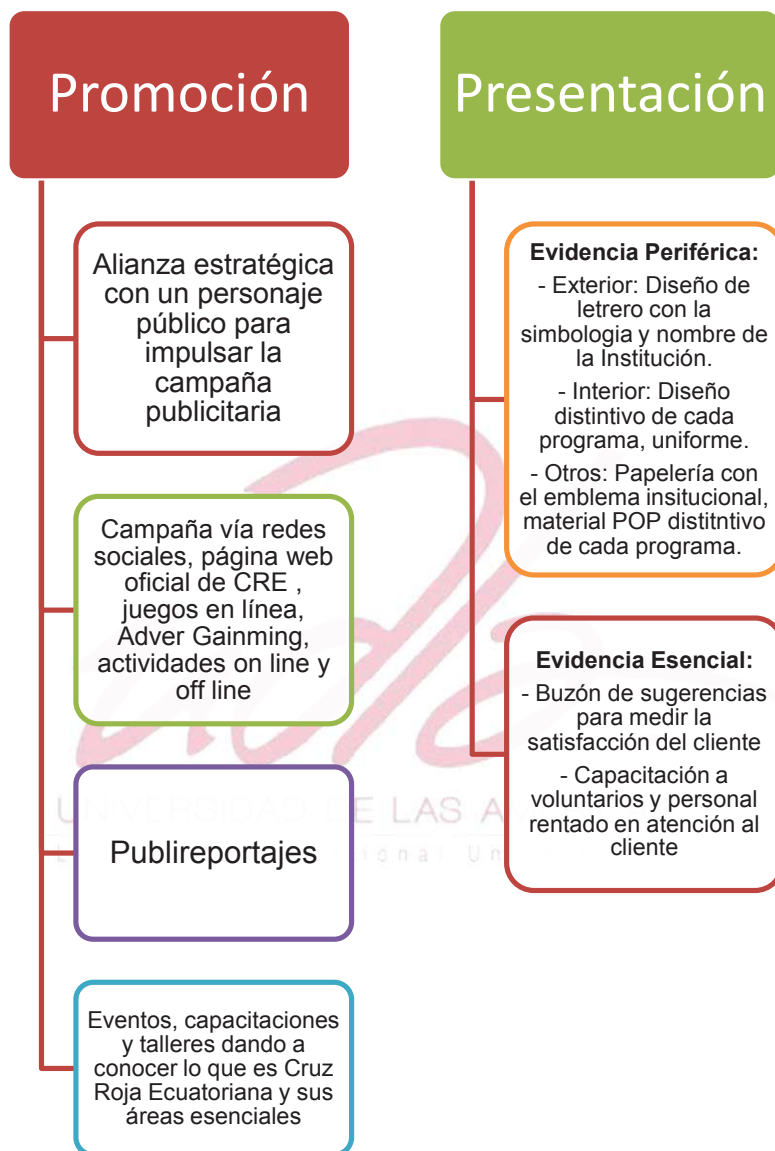 Promoción
Alianza estratégica
con un personaje
público para
impulsar la
campaña
publicitaria
Campaña vía redes
sociales, página web
oficial de CRE ,
juegos en línea,
Adver Gainming,
actividades on line y
off line
Publireportajes
Eventos, capacitaciones
y talleres dando a
conocer lo que es Cruz
Roja Ecuatoriana y sus
áreas esenciales
Presentación
Evidencia Periférica:
- Exterior: Diseño de
letrero con la
simbologia y nombre de
la Institución.
- Interior: Diseño
distintivo de cada
programa, uniforme.
- Otros: Papelería con
el emblema insitucional,
material POP distitntivo
de cada programa.
Evidencia Esencial:
- Buzón de sugerencias
para medir la
satisfacción del cliente
- Capacitación a
voluntarios y personal
rentado en atención al
cliente
udla
UNIVERSIDAD DE LAS A